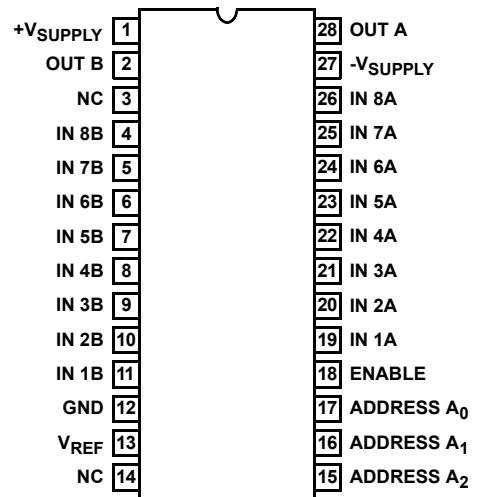 +VSUPPLY 1 28 OUT A
OUT B 2 27 -VSUPPLY
NC 3 26 IN 8A
IN 8B 4 25 IN 7A
IN 7B 5 24 IN 6A
IN 6B 6 23 IN 5A
IN 5B 7 22 IN 4A
IN 4B 8 21 IN 3A
IN 3B 9 20 IN 2A
IN 2B 10 19 IN 1A
IN 1B 11 18 ENABLE
GND 12 17 ADDRESS A0
VREF 13 16 ADDRESS A1
NC 14 15 ADDRESS A2